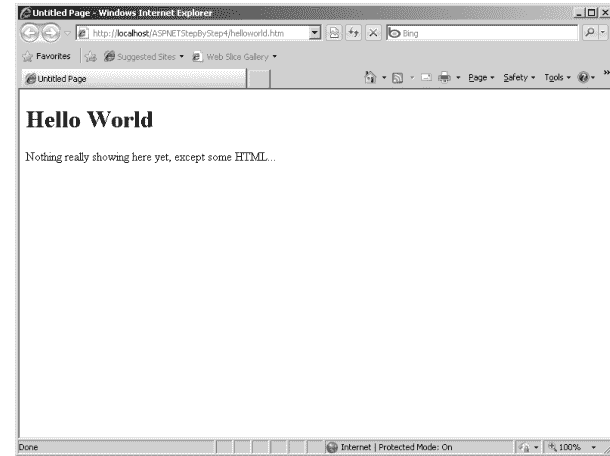 Untitled Page - Windows Internet Explorer
http://localhost/ASPNETStepByStep4/helloworld.htm
Bing
Favorites Suggested Sites Web Slice Gallery
Untitled Page Page Safety Tools
Hello World
Nothing really showing here yet, except some HTML...
Done Internet | Protected Mode: On 100%